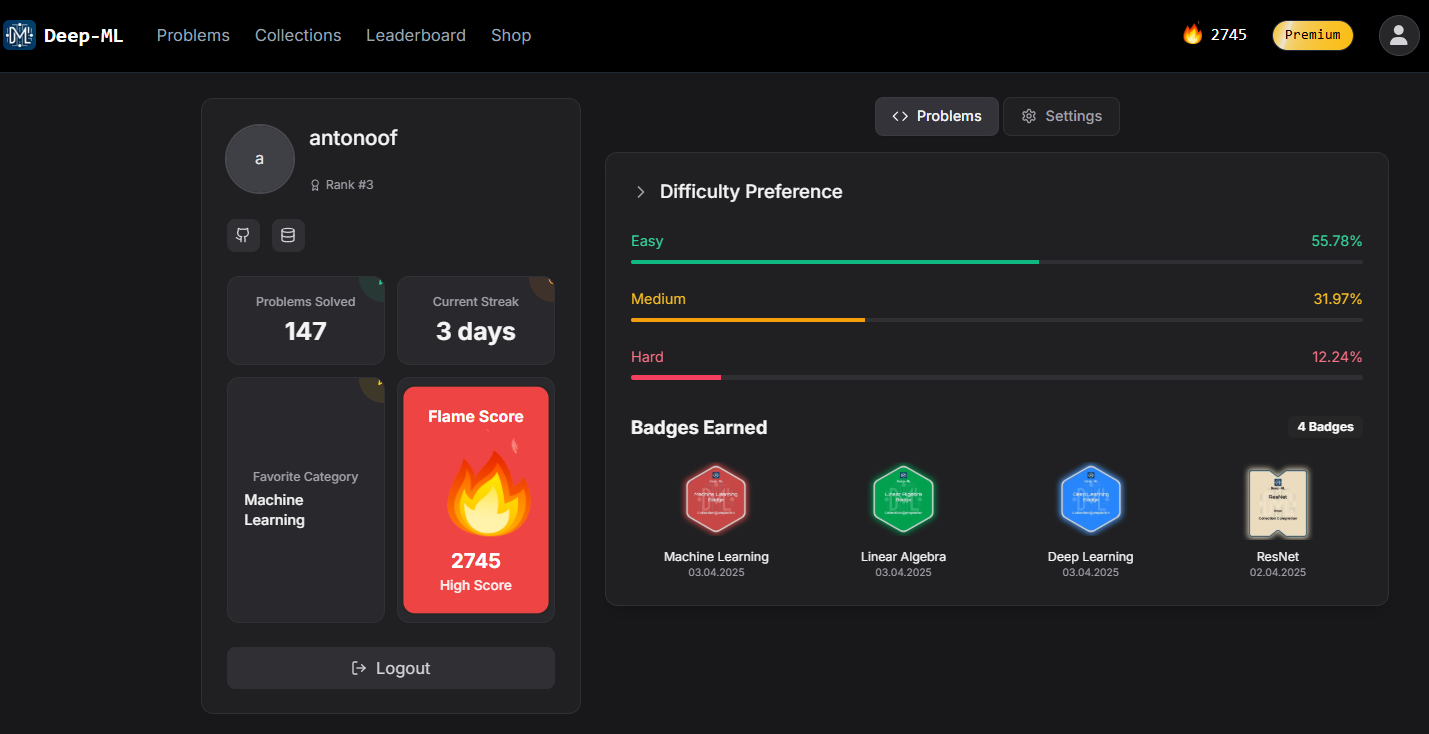 Deep-ML
Problems
Collections
Leaderboard
Shop
2745
Premium
a
antonoof
Rank #3
Problems Solved
147
Current Streak
3 days
Favorite Category
Machine
Learning
Flame Score
2745
High Score
Logout
Problems
Settings
Difficulty Preference
Easy
55.78%
Medium
31.97%
Hard
12.24%
Badges Earned
4 Badges
Machine Learning
03.04.2025
Linear Algebra
03.04.2025
Deep Learning
03.04.2025
ResNet
ResNet
02.04.2025